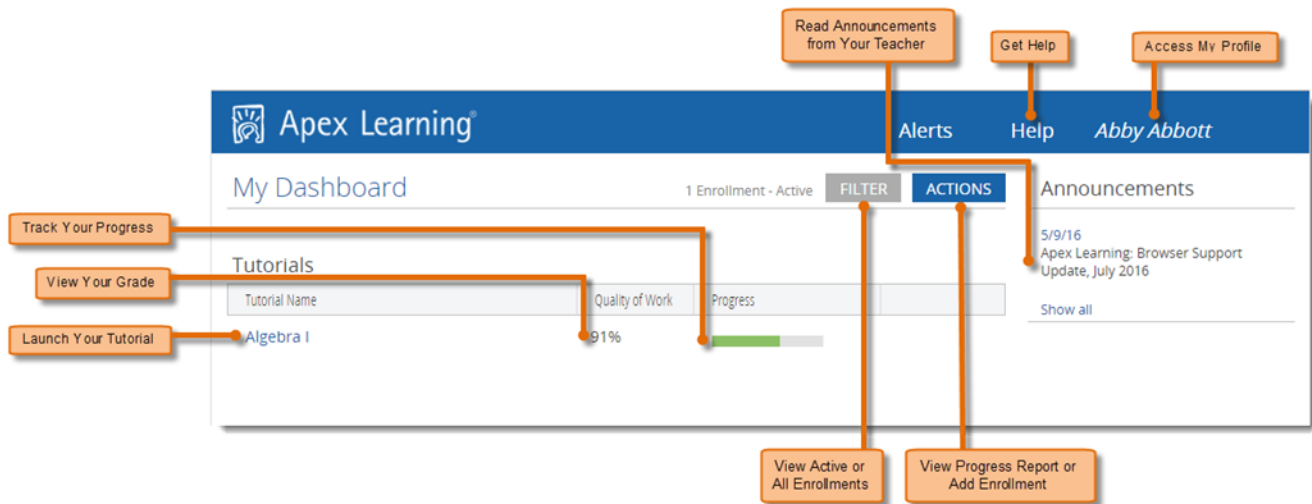 Read Announcements
from Your Teacher
Get Help
Access My Profile
Apex Learning®
Alerts
Help
Abby Abbott
My Dashboard
1 Enrollment - Active
FILTER
ACTIONS
Announcements
Track Your Progress
5/9/16
Apex Learning: Browser Support
Update, July 2016
Tutorials
View Your Grade
Tutorial Name
Quality of Work
Progress
Show all
Launch Your Tutorial
Algebra I
91%
View Active or
All Enrollments
View Progress Report or
Add Enrollment